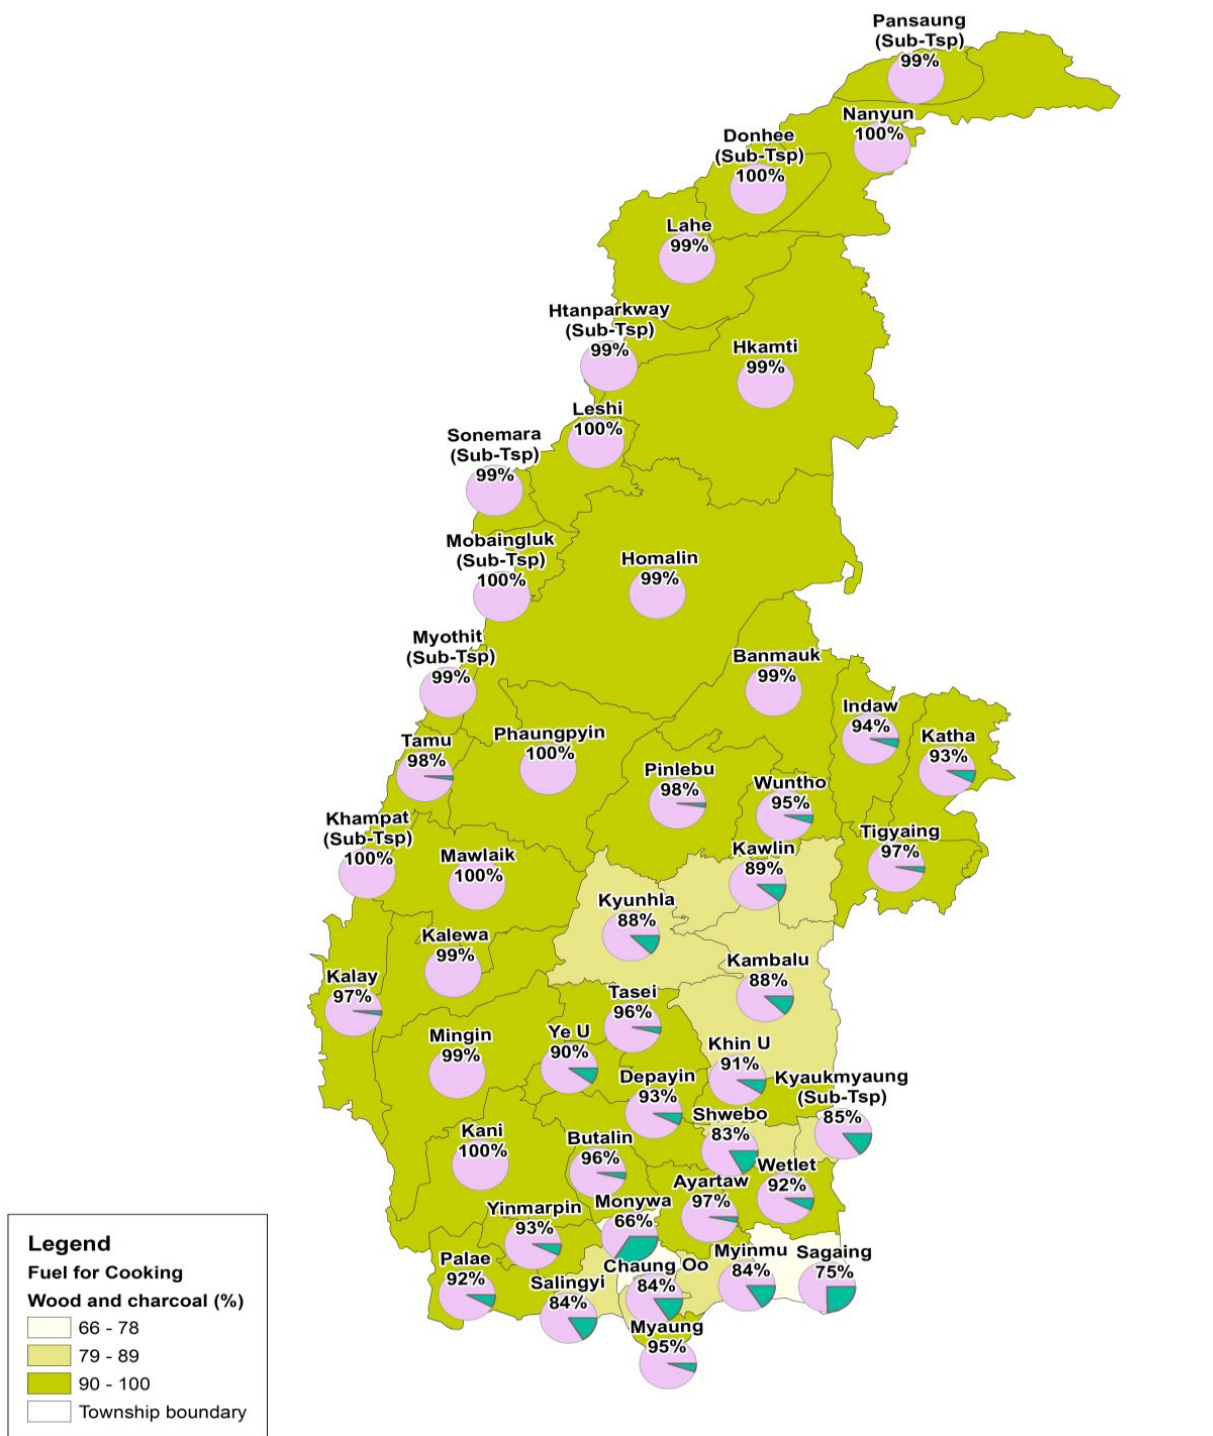 Pansaung
(Sub-Tsp)
99%
Nanyun
100%
Donhee
(Sub-Tsp)
100%
Lahe
99%
Htanparkway
(Sub-Tsp)
99%
Hkamti
99%
Leshi
100%
Sonemara
(Sub-Tsp)
99%
Mobaingluk
(Sub-Tsp)
100%
Homalin
99%
Myothit
(Sub-Tsp)
99%
Banmauk
99%
Indaw
94%
Katha
93%
Tamu
98%
Phaungpyin
100%
Pinlebu
98%
Wuntho
95%
Khampat
(Sub-Tsp)
100%
Mawlaik
100%
Kawlin
89%
Tigyaing
97%
Kyunhla
88%
Kalewa
99%
Kambalu
88%
Kalay
97%
Tasei
96%
Mingin
99%
Ye U
90%
Khin U
91%
Depayin
93%
Kyaukmyaung
(Sub-Tsp)
85%
Shwebo
83%
Kani
100%
Butalin
96%
Wetlet
92%
Ayartaw
97%
Monywa
66%
Yinmarpin
93%
Palae
92%
Salingyi
84%
Chaung Oo
84%
Myinmu
84%
Sagaing
75%
Myaung
95%
Legend
Fuel for Cooking
Wood and charcoal (%)
66 - 78
79 - 89
90 - 100
Township boundary